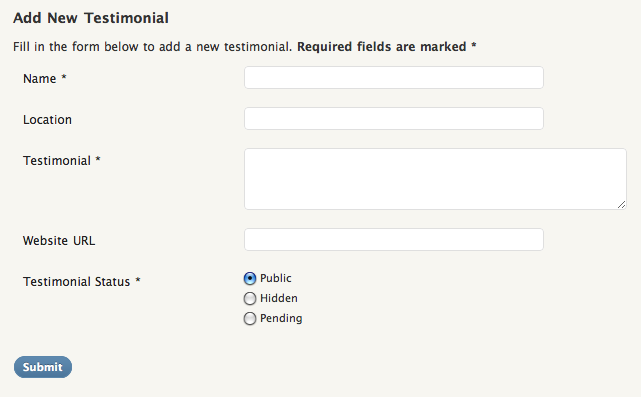 Add New Testimonial
Fill in the form below to add a new testimonial. Required fields are marked *
Name *
Location
Testimonial *
Website URL
Testimonial Status *
Public
Hidden
Pending
Submit